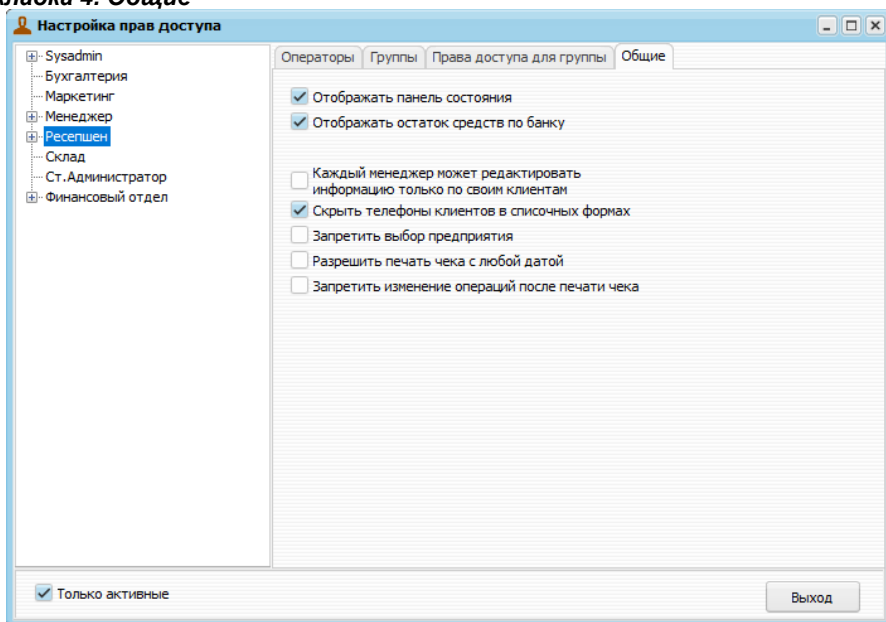 4: Общие
Настройка прав доступа
Sysadmin
Бухгалтерия
Маркетинг
Менеджер
Ресепшен
Склад
Ст.Администратор
Финансовый отдел
Операторы Группы Права доступа для группы Общие
Отображать панель состояния
Отображать остаток средств по банку
Каждый менеджер может редактировать
информацию только по своим клиентам
Скрыть телефоны клиентов в списочных формах
Запретить выбор предприятия
Разрешить печать чека с любой датой
Запретить изменение операций после печати чека
Только активные
Выход